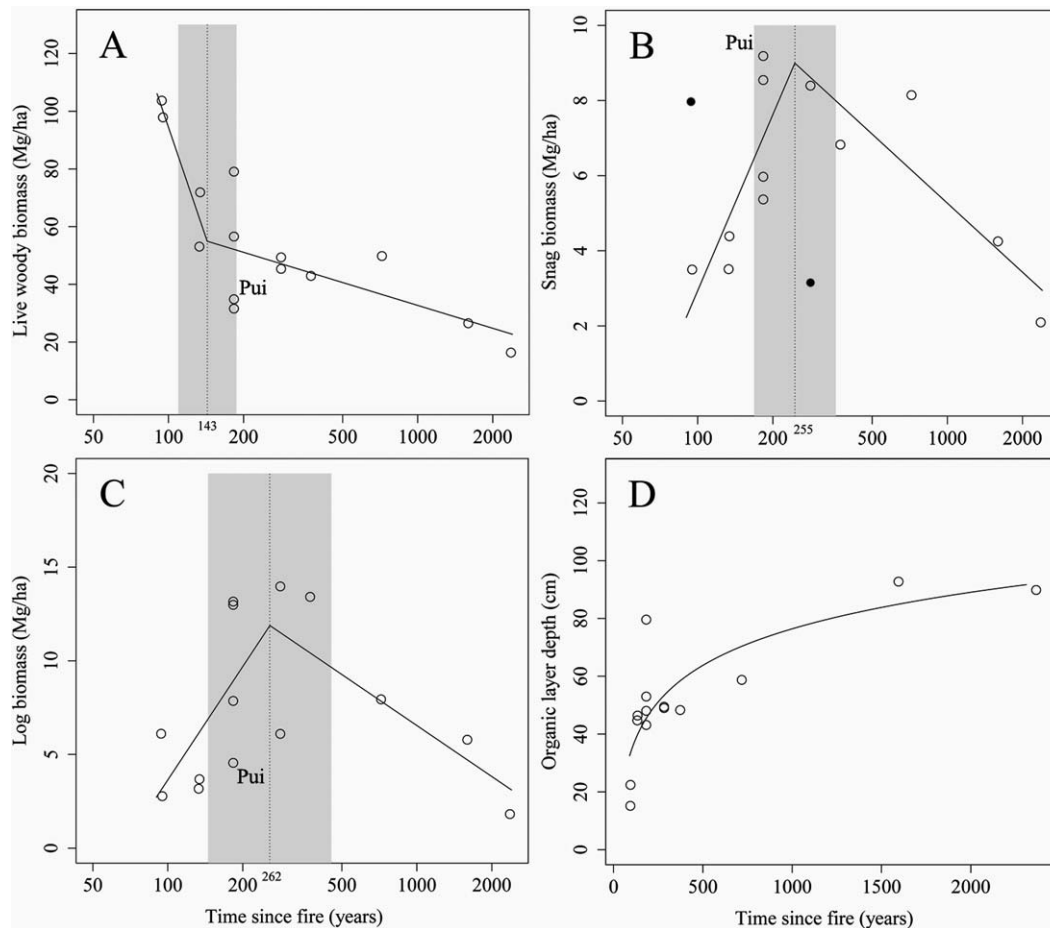 A
Live woody biomass (Mg/ha)
120
100
80
60
40
20
0
Pui
50 100 143 200 500 1000 2000
B
Snag biomass (Mg/ha)
10
8
6
4
2
0
Pui
50 100 200 255 500 1000 2000
C
Log biomass (Mg/ha)
20
15
10
5
0
Pui
50 100 200 262 500 1000 2000
Time since fire (years)
D
Organic layer depth (cm)
120
100
80
60
40
20
0
0 500 1000 1500 2000
Time since fire (years)